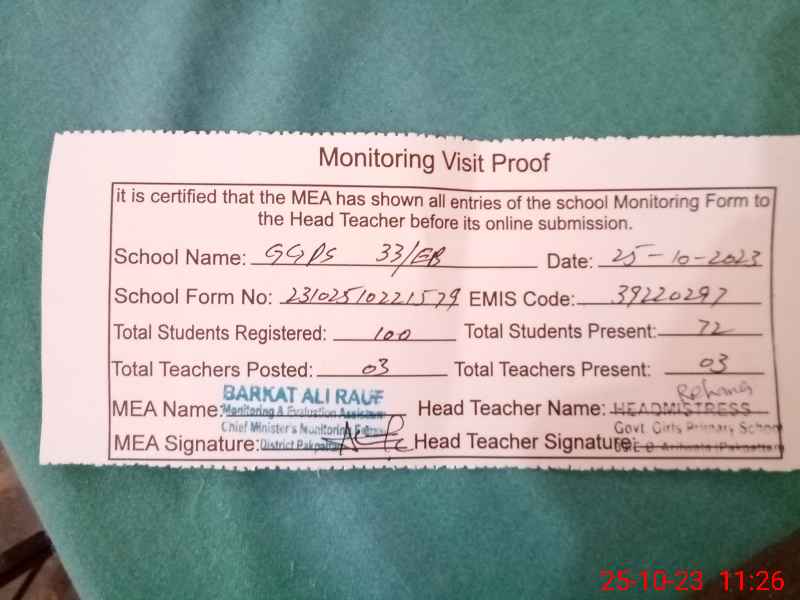 Monitoring Visit Proof
it is certified that the MEA has shown all entries of the school Monitoring Form to
the Head Teacher before its online submission.
School Name: GGPS 33/EB Date: 25-10-2023
School Form No: 23102510221579 EMIS Code: 39220297
Total Students Registered: 100 Total Students Present: 72
Total Teachers Posted: 03 Total Teachers Present: 03
BARKAT ALI RAUF
MEA Name: Monitoring & Evaluation Assistant Head Teacher Name: HEADMISTRESS
Chief Minister's Monitoring Govt. Girls Primary School
MEA Signature: District Pakpattan Head Teacher Signature: Arifwala (Pakpattan)
25-10-23 11:26